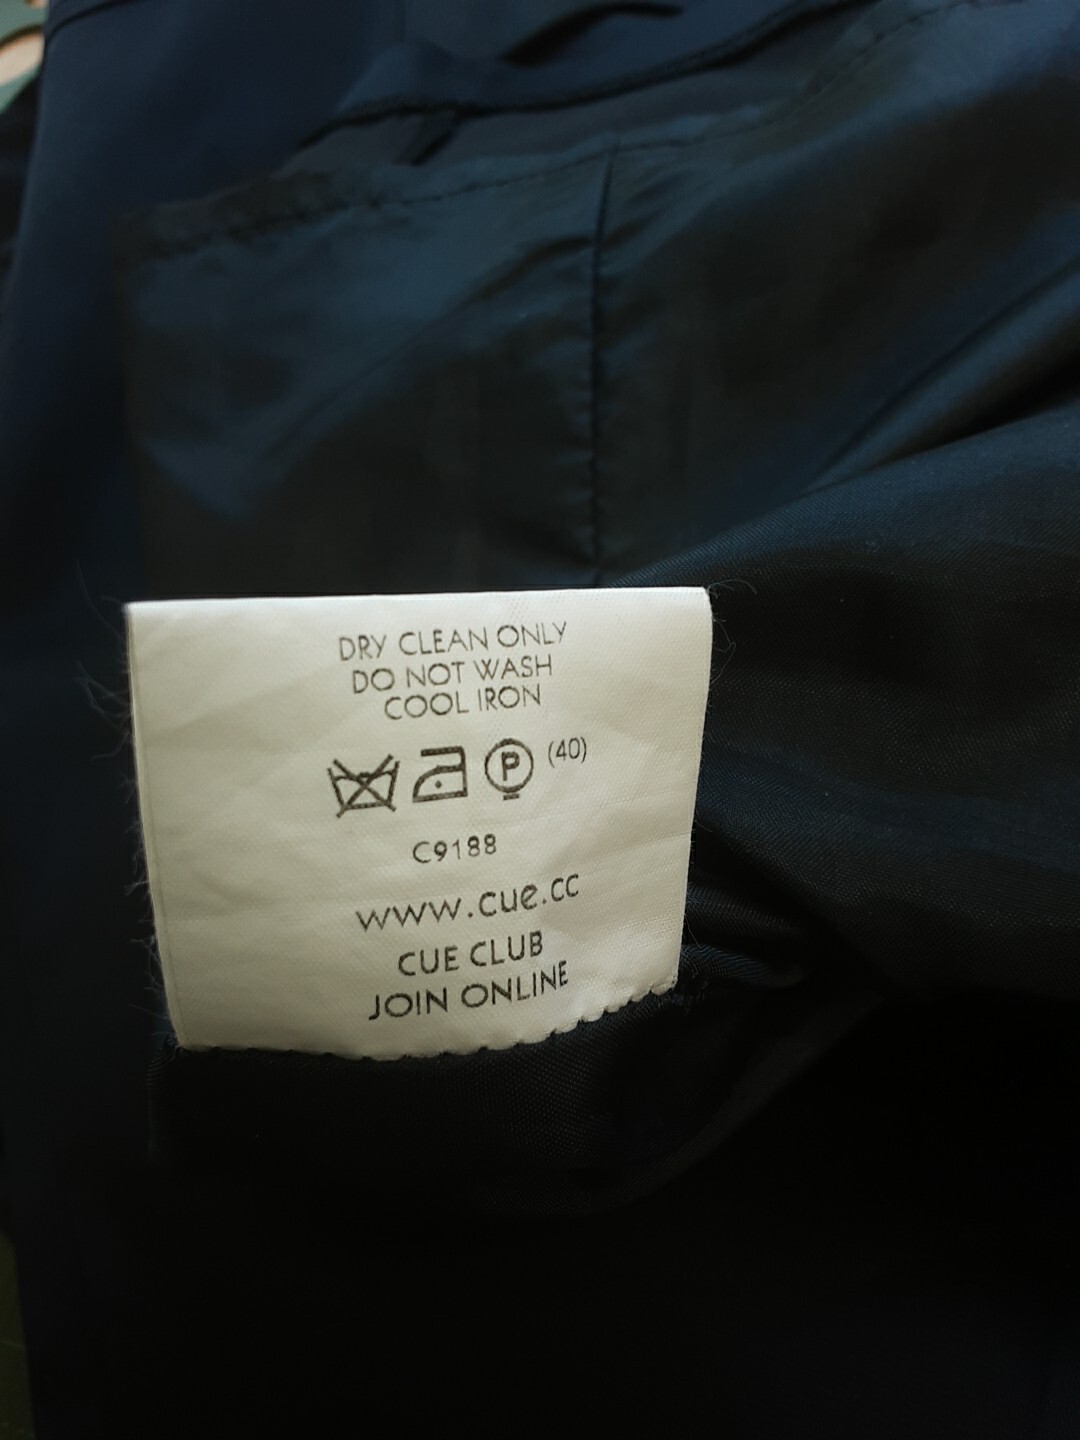 DRY CLEAN ONLY
DO NOT WASH
COOL IRON
P (40)
C9188
www.cue.cc
CUE CLUB
JOIN ONLINE